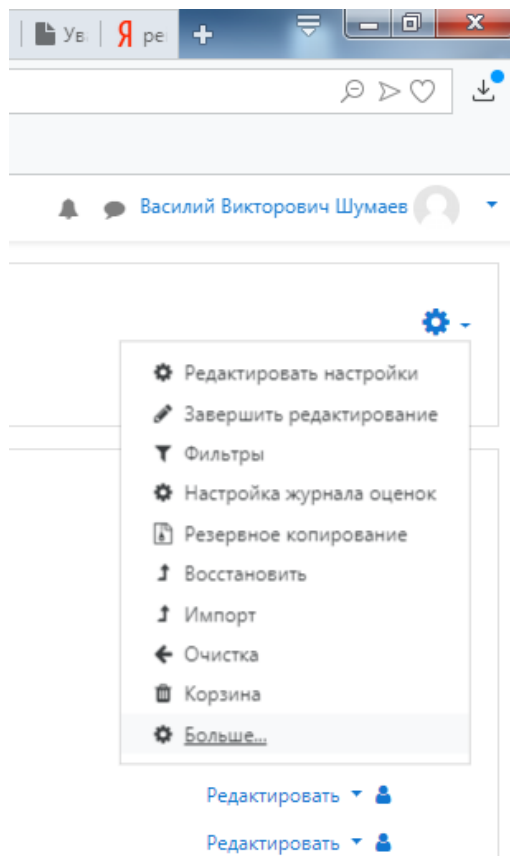 Ув. Я ре
Василий Викторович Шумаев
Редактировать настройки
Завершить редактирование
Фильтры
Настройка журнала оценок
Резервное копирование
Восстановить
Импорт
Очистка
Корзина
Больше...
Редактировать
Редактировать